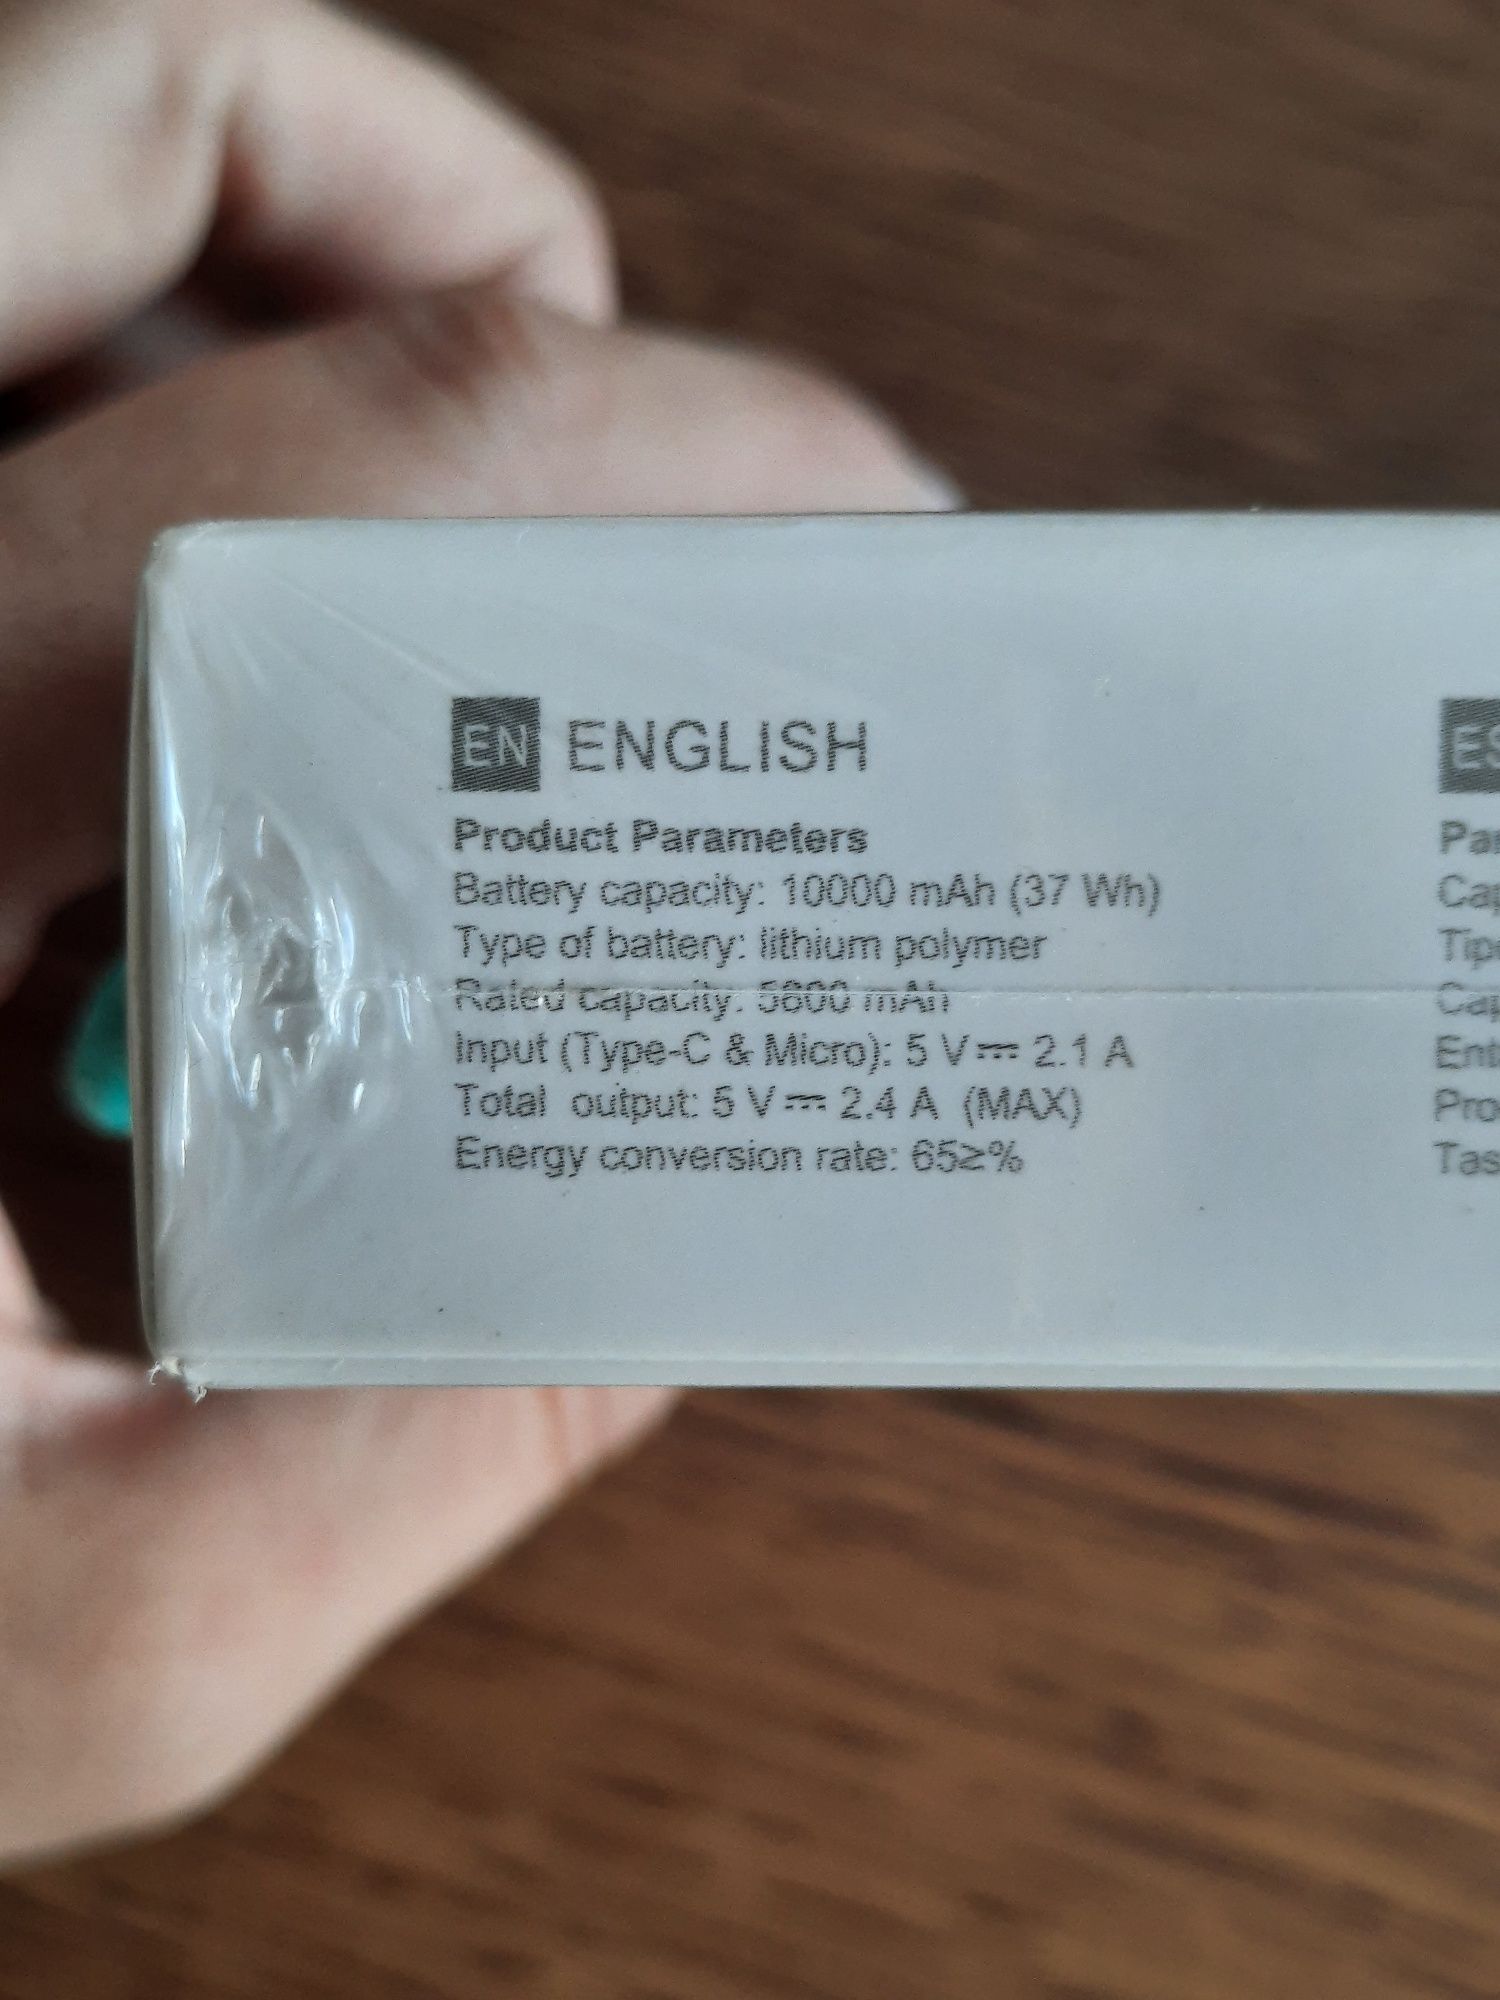 EN ENGLISH
Product Parameters
Battery capacity: 10000 mAh (37 Wh)
Type of battery: lithium polymer
Rated capacity: mAh
Input (Type-C & Micro): 5 V⎓ 2.1 A
Total output: 5 V⎓ 2.4 A (MAX)
Energy conversion rate: 65≥%
ES